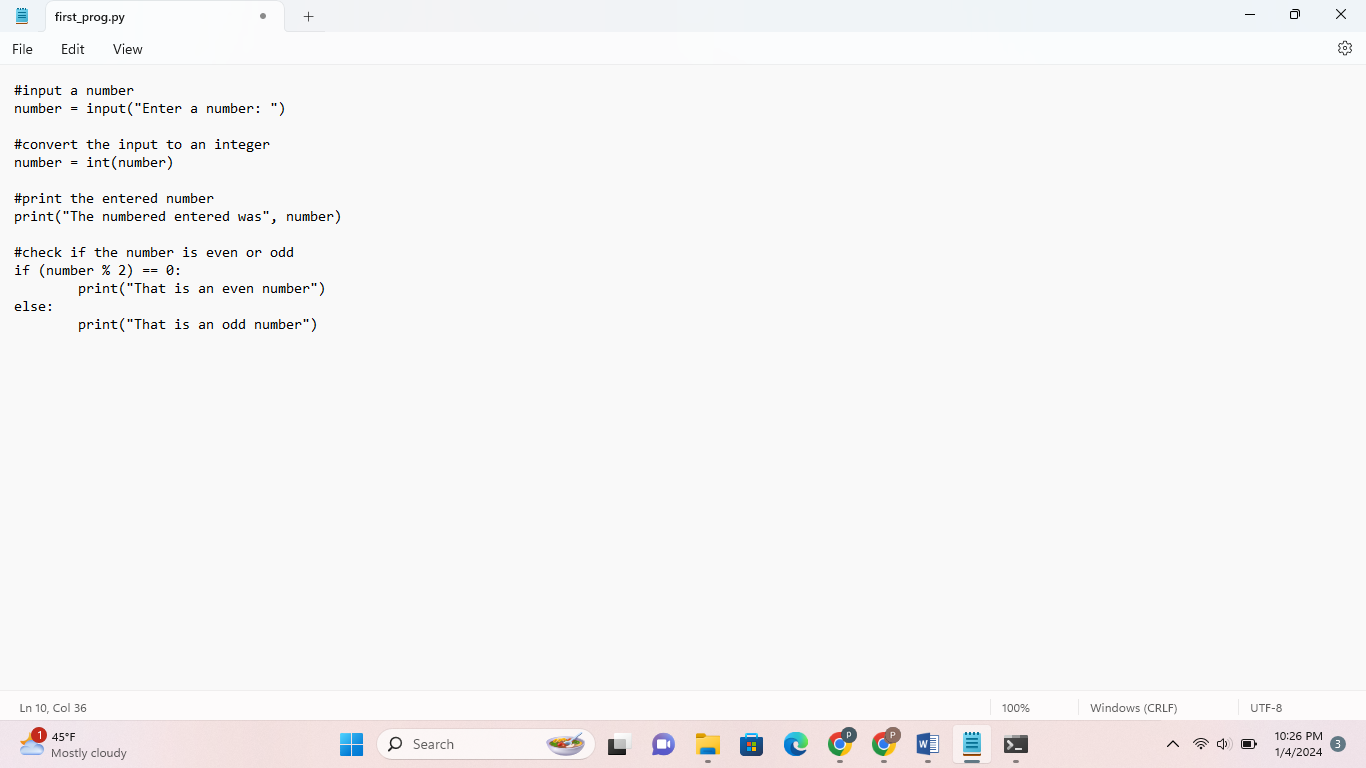 first_prog.py
File Edit View
#input a number
number = input("Enter a number: ")
#convert the input to an integer
number = int(number)
#print the entered number
print("The numbered entered was", number)
#check if the number is even or odd
if (number % 2) == 0:
        print("That is an even number")
else:
        print("That is an odd number")
Ln 10, Col 36 100% Windows (CRLF) UTF-8
1 45°F
Mostly cloudy
Search
P P W
10:26 PM
1/4/2024
3